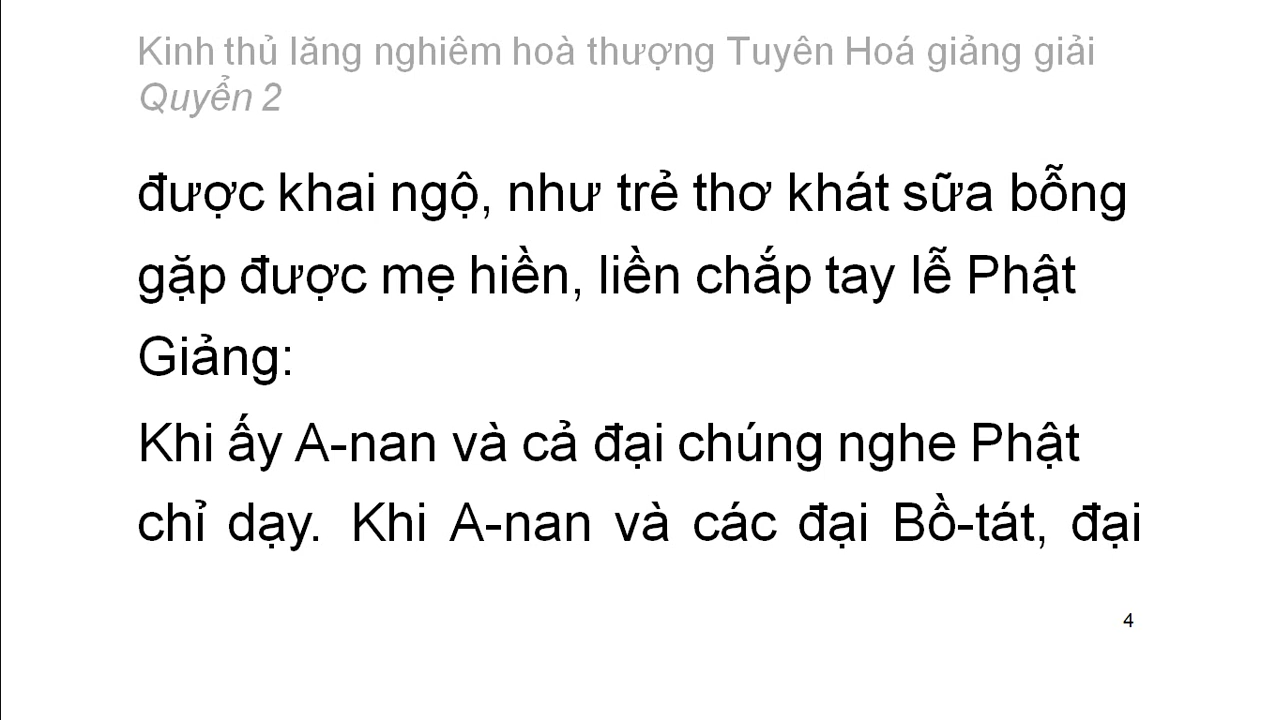 Kinh thủ lăng nghiêm hoà thượng Tuyên Hoá giảng giải
Quyển 2
được khai ngộ, như trẻ thơ khát sữa bỗng
gặp được mẹ hiền, liền chắp tay lễ Phật
Giảng:
Khi ấy A-nan và cả đại chúng nghe Phật
chỉ dạy. Khi A-nan và các đại Bồ-tát, đại
4